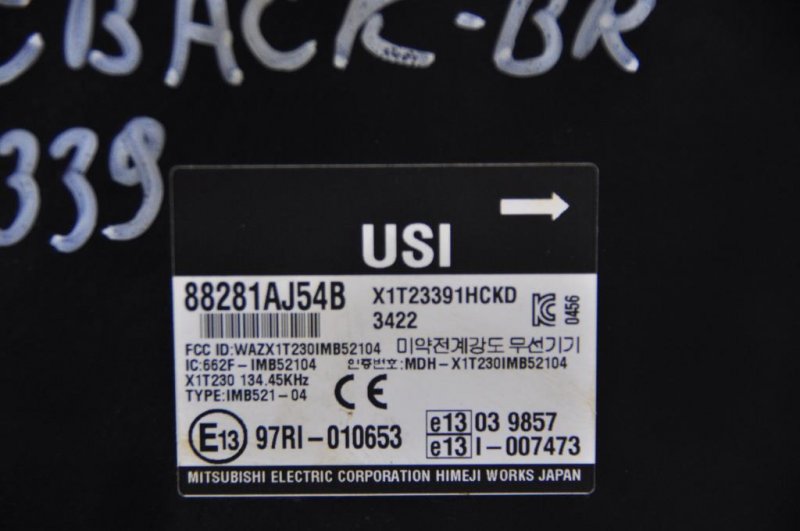 BACK-BR
339
USI
88281AJ54B X1T23391HCKD
3422
0456
FCC ID:WAZX1T230IMB52104 미약전계강도 무선기기
IC:662F-IMB52104 인증번호:MDH-X1T230IMB52104
X1T230 134.45KHz
TYPE:IMB521-04
CE
E13 97RI-010653
e13 03 9857
e13 I-007473
MITSUBISHI ELECTRIC CORPORATION HIMEJI WORKS JAPAN